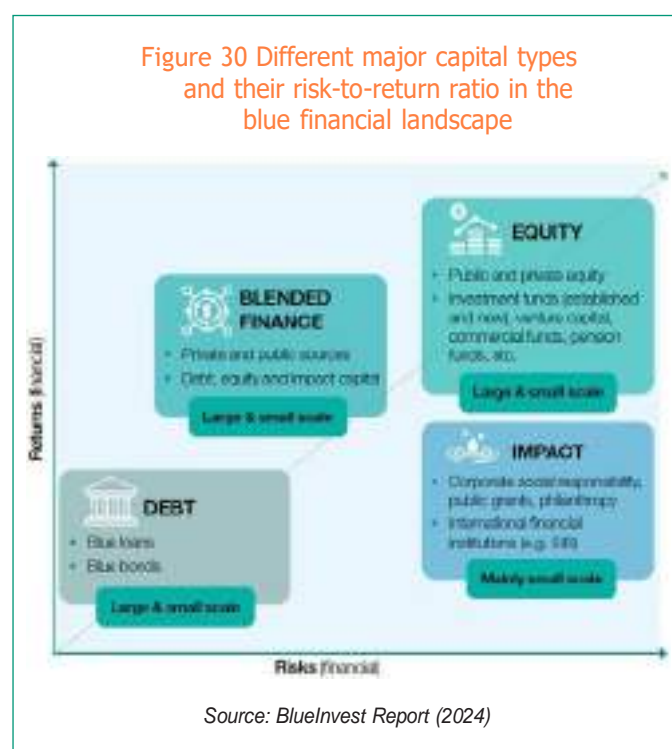 Figure 30 Different major capital types
and their risk-to-return ratio in the
blue financial landscape
Returns (financial)
EQUITY
• Public and private equity
• Investment funds (established
and new), venture capital,
commercial funds, pension
funds, etc.
Large & small scale
BLENDED
FINANCE
• Private and public sources
• Debt, equity and impact capital
Large & small scale
IMPACT
• Corporate social responsibility,
public grants, philanthropy
• International financial
institutions (e.g. EIB)
Mainly small scale
DEBT
• Blue loans
• Blue bonds
Large & small scale
Risks (financial)
Source: BlueInvest Report (2024)